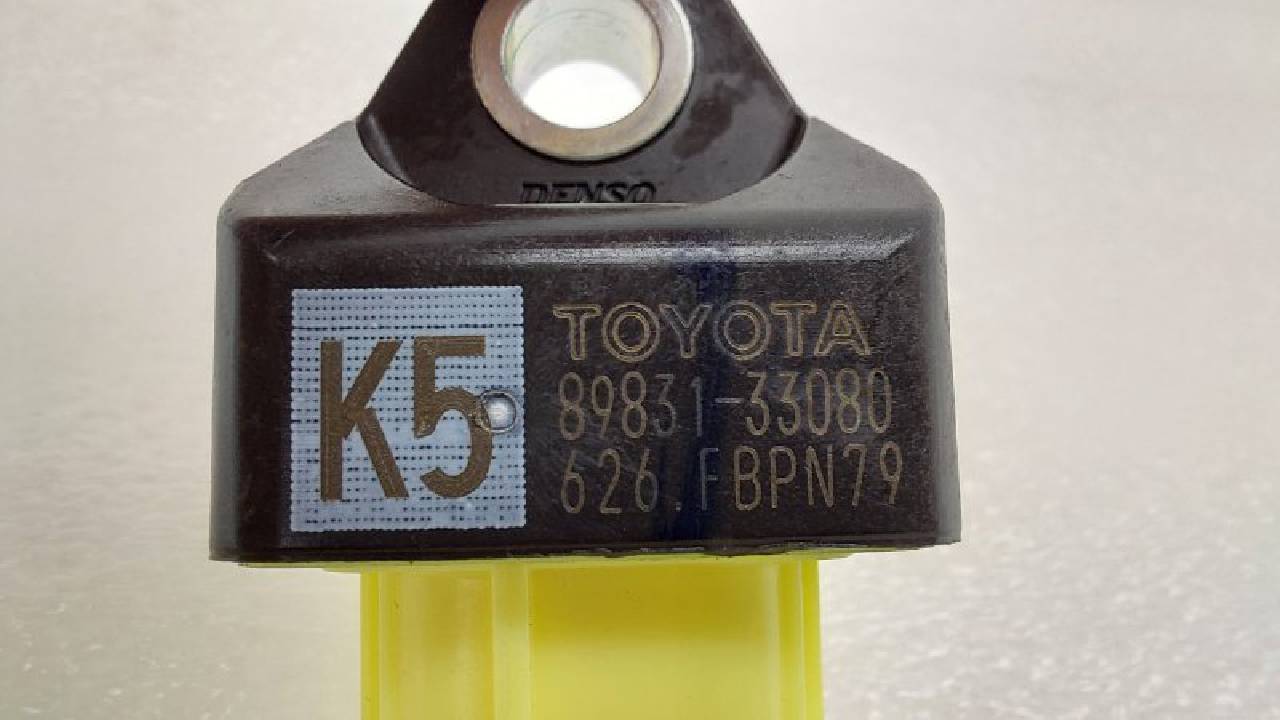 DENSO
K5
TOYOTA
89831-33080
626.FBPN79